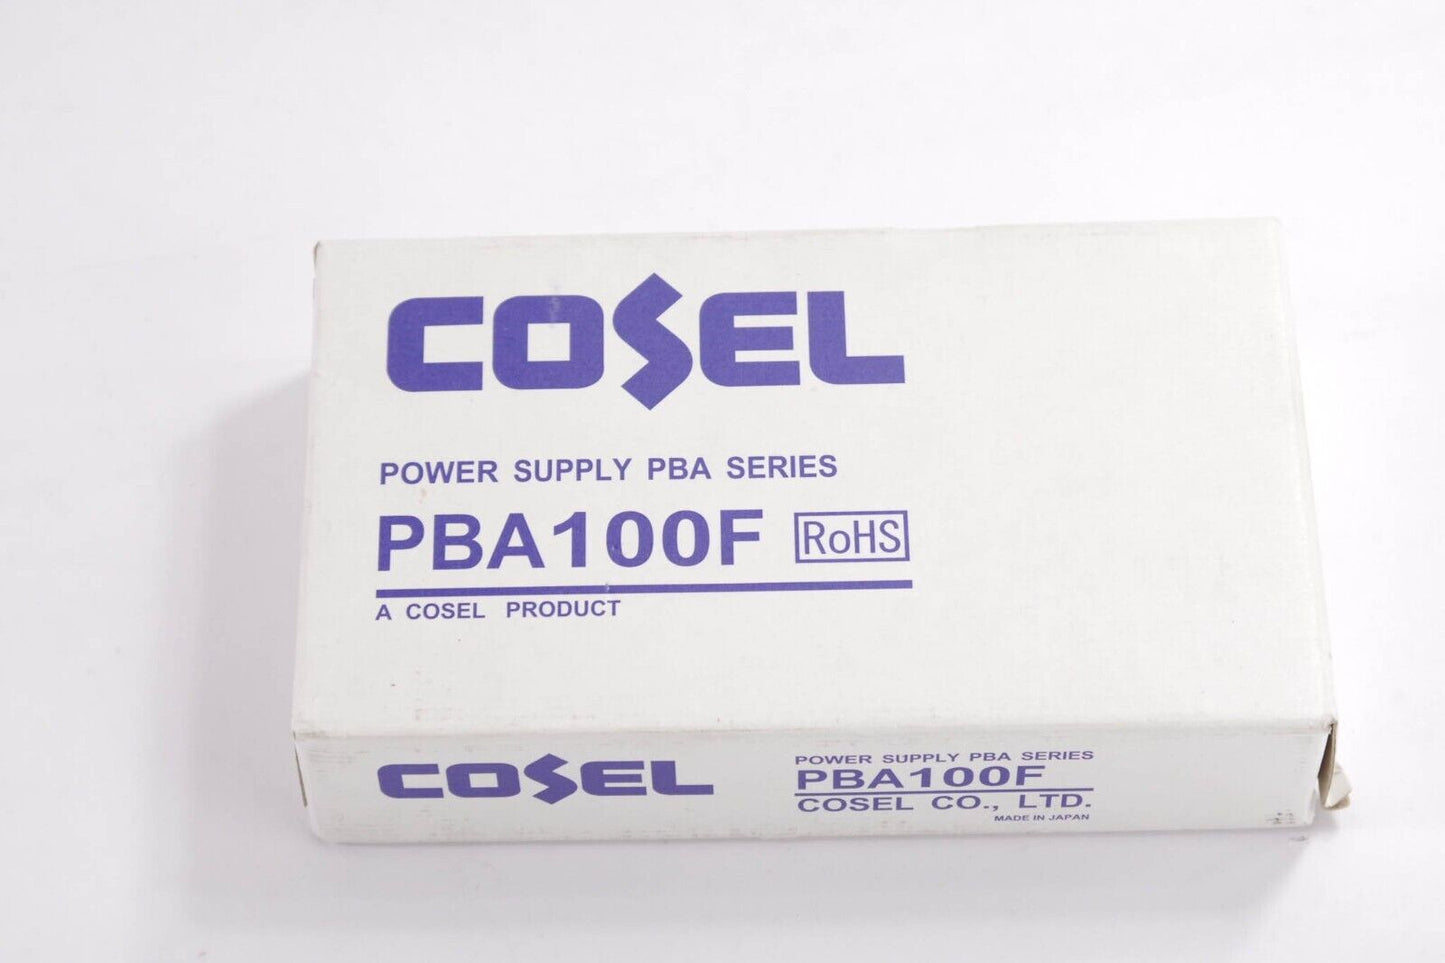 COSEL
POWER SUPPLY PBA SERIES
PBA100F RoHS
A COSEL PRODUCT
COSEL
POWER SUPPLY PBA SERIES
PBA100F
COSEL CO., LTD.
MADE IN JAPAN